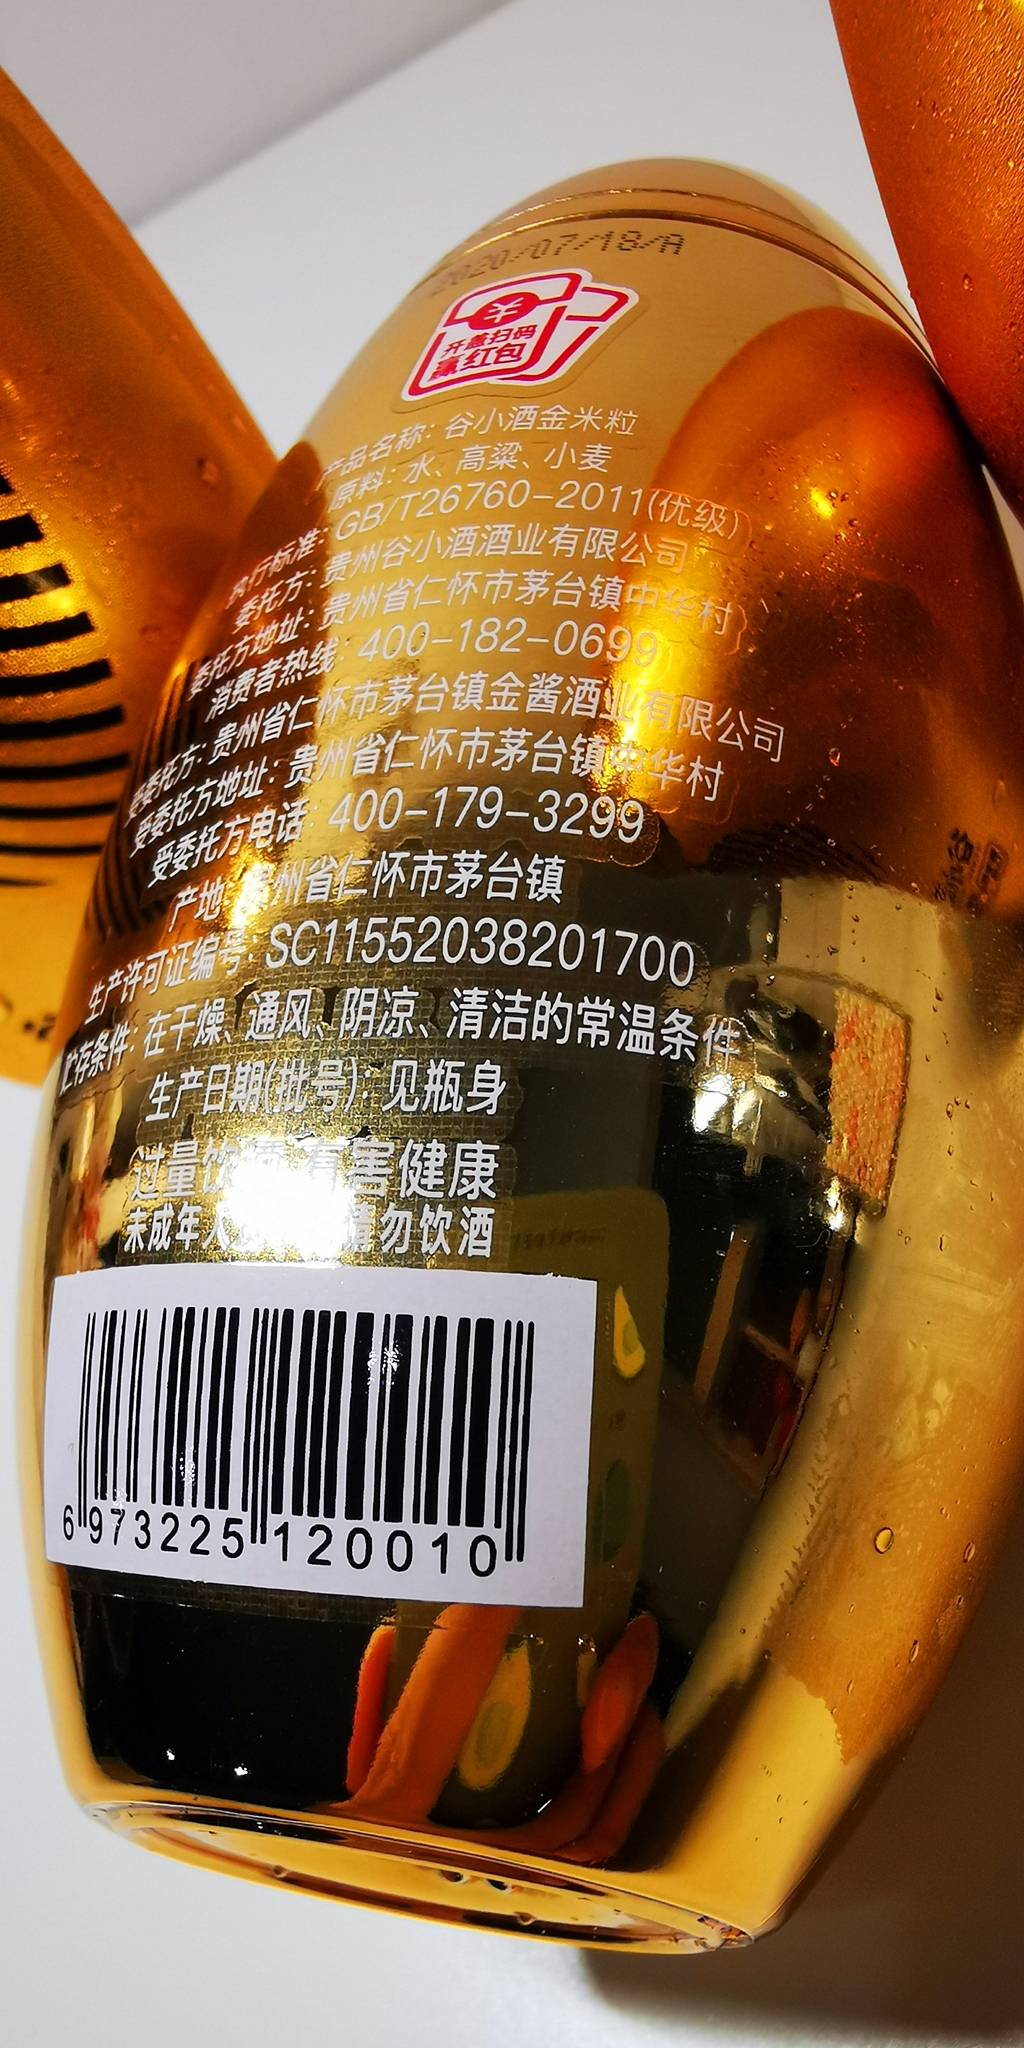 2020/07/18/A
开盖扫码
赢红包
产品名称：谷小酒金米粒
原料：水、高粱、小麦
执行标准：GB/T26760-2011(优级)
委托方：贵州谷小酒酒业有限公司
委托方地址：贵州省仁怀市茅台镇中华村
消费者热线：400-182-0699
受委托方：贵州省仁怀市茅台镇金酱酒业有限公司
受委托方地址：贵州省仁怀市茅台镇中华村
受委托方电话：400-179-3299
产地：贵州省仁怀市茅台镇
生产许可证编号：SC11552038201700
贮存条件：在干燥、通风、阴凉、清洁的常温条件
生产日期(批号)：见瓶身
过量饮酒 有害健康
未成年人 请勿饮酒
6 973225 120010